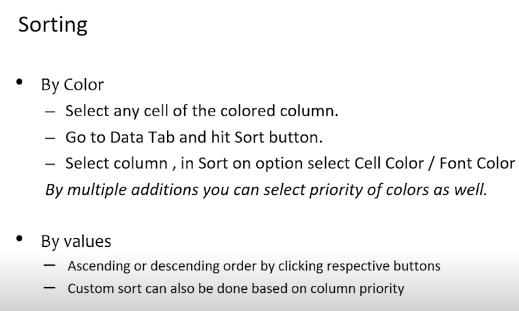 Sorting
• By Color
– Select any cell of the colored column.
– Go to Data Tab and hit Sort button.
– Select column , in Sort on option select Cell Color / Font Color
By multiple additions you can select priority of colors as well.
• By values
– Ascending or descending order by clicking respective buttons
– Custom sort can also be done based on column priority